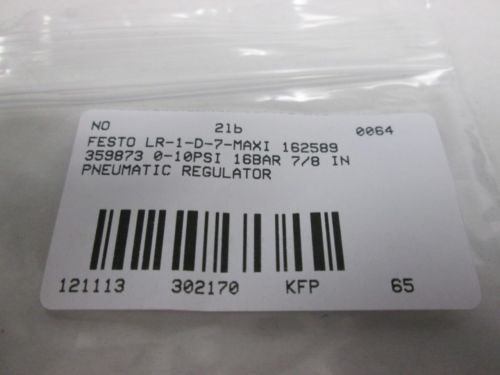 NO 2lb 0064
FESTO LR-1-D-7-MAXI 162589
359873 0-10PSI 16BAR 7/8 IN
PNEUMATIC REGULATOR
121113 302170 KFP 65